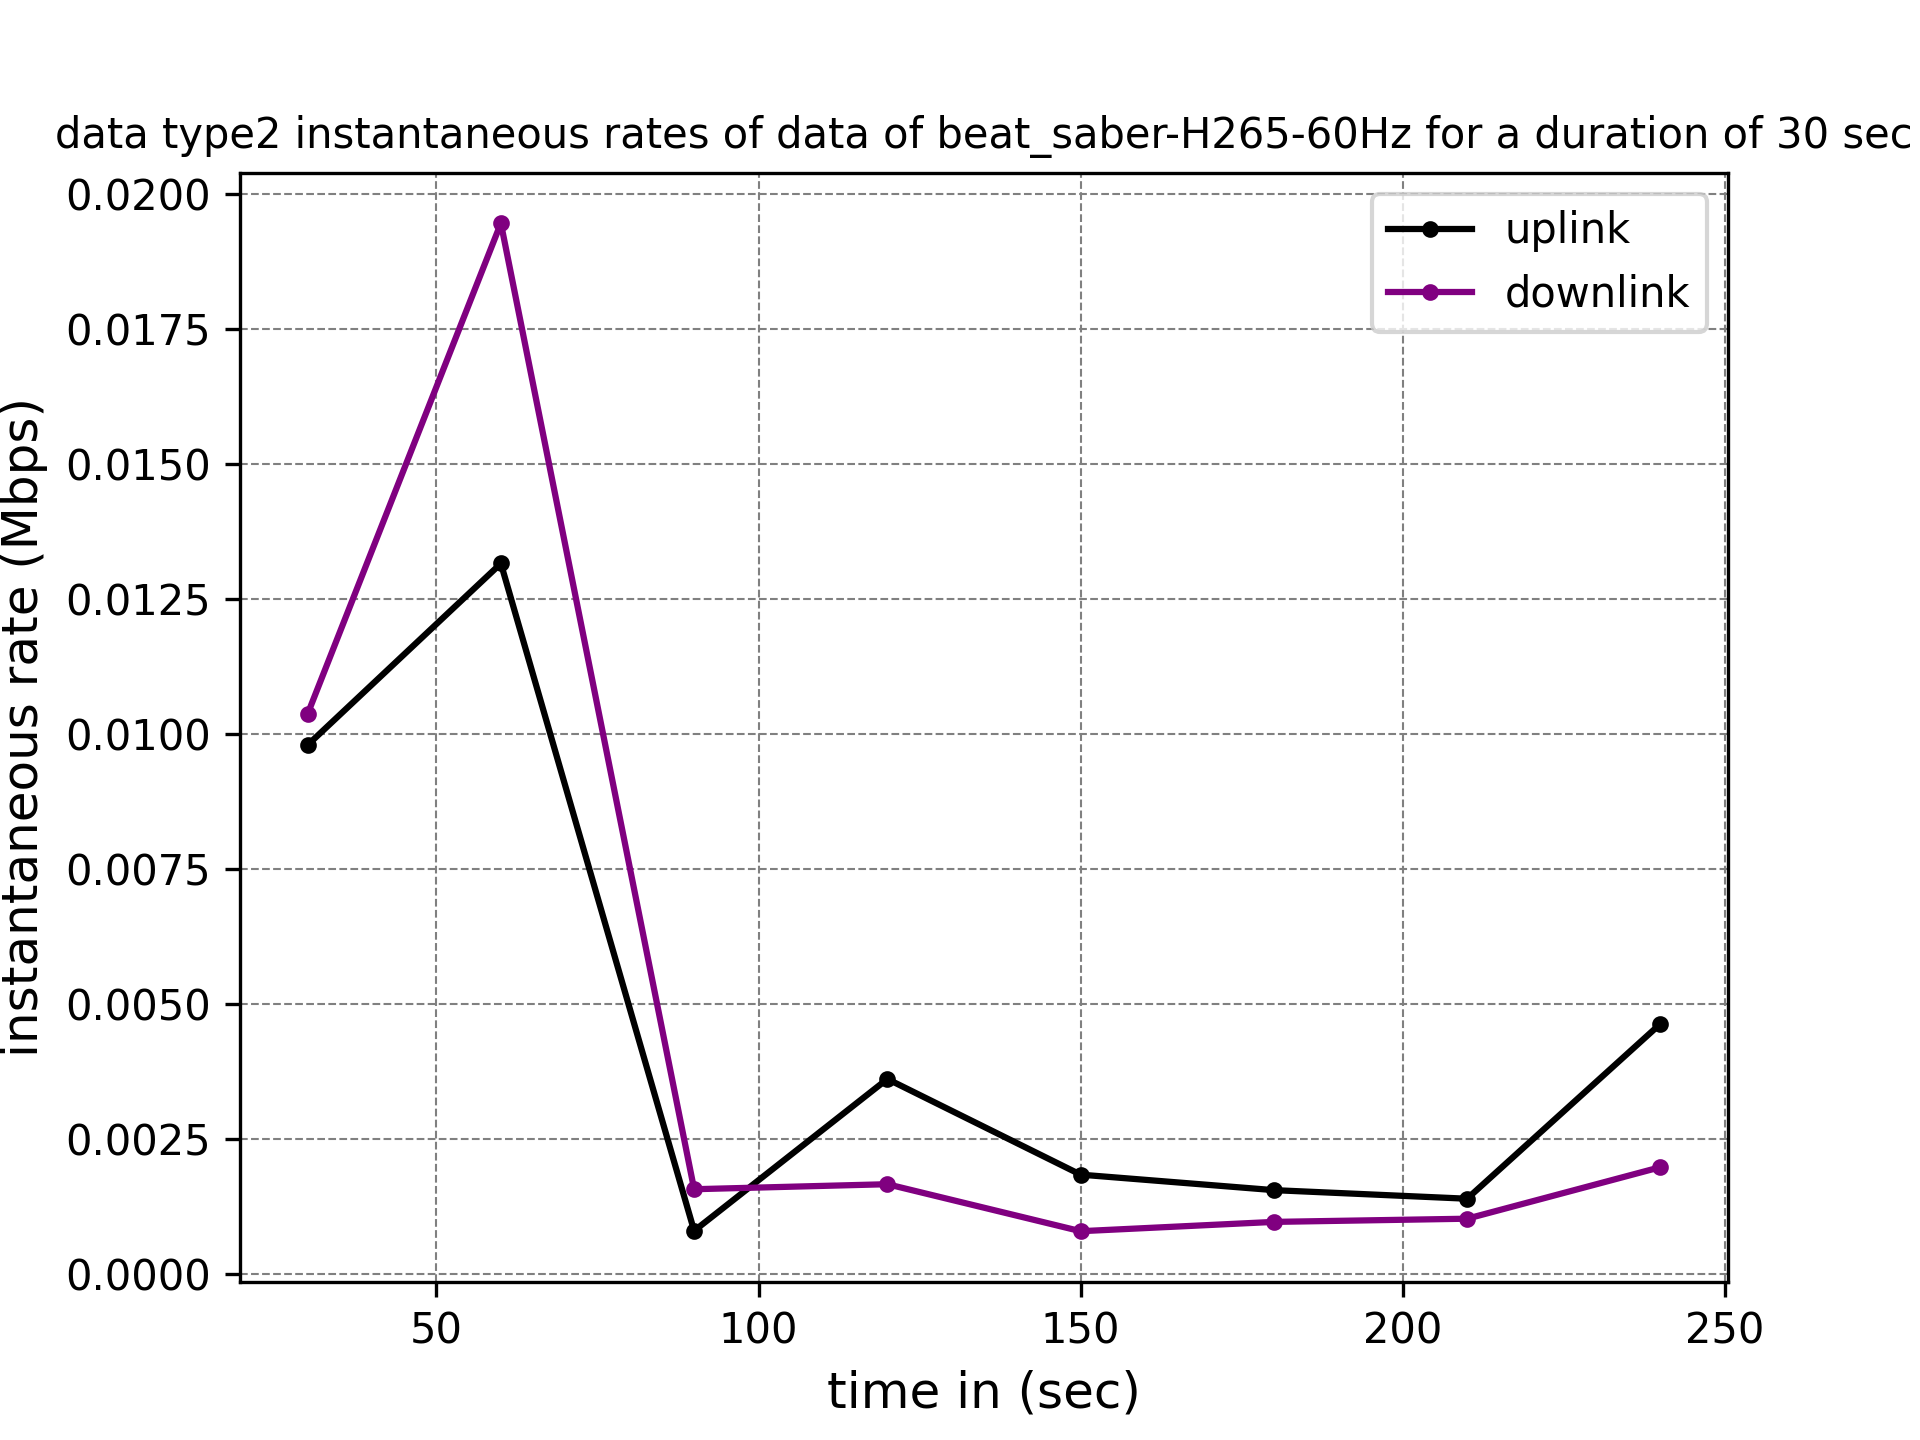 data type2 instantaneous rates of data of beat_saber-H265-60Hz for a duration of 30 sec
instantaneous rate (Mbps)
0.0200
0.0175
0.0150
0.0125
0.0100
0.0075
0.0050
0.0025
0.0000
uplink
downlink
50 100 150 200 250
time in (sec)